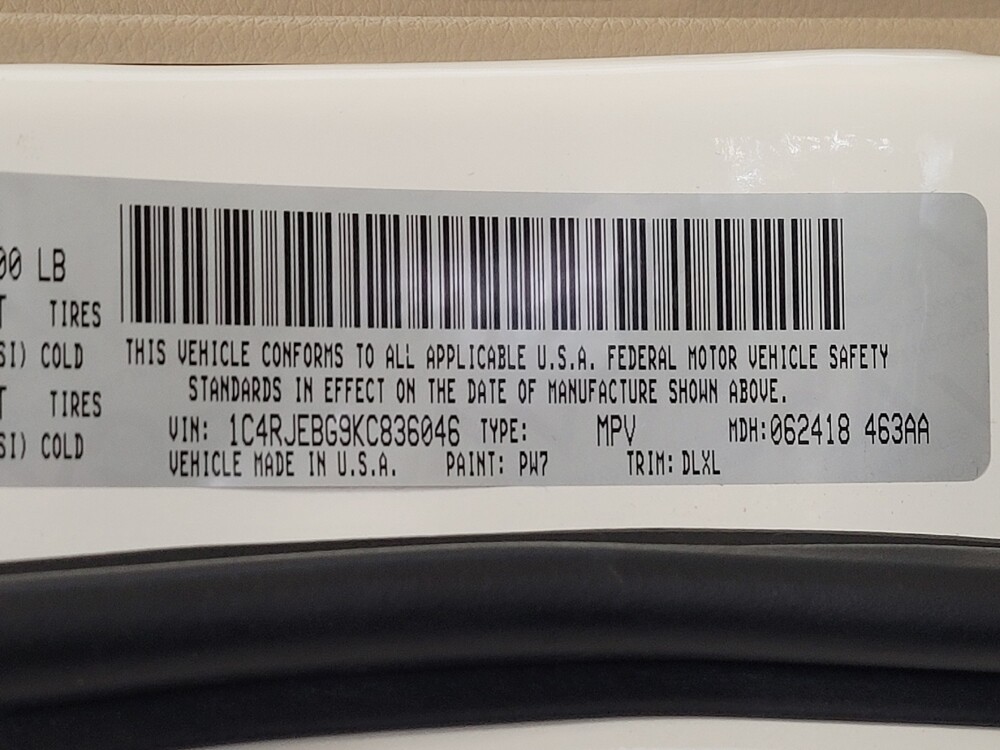 00 LB
T TIRES
SI) COLD
T TIRES
SI) COLD
THIS VEHICLE CONFORMS TO ALL APPLICABLE U.S.A. FEDERAL MOTOR VEHICLE SAFETY
STANDARDS IN EFFECT ON THE DATE OF MANUFACTURE SHOWN ABOVE.
VIN: 1C4RJEBG9KC836046 TYPE: MPV MDH:062418 463AA
VEHICLE MADE IN U.S.A. PAINT: PW7 TRIM: DLXL